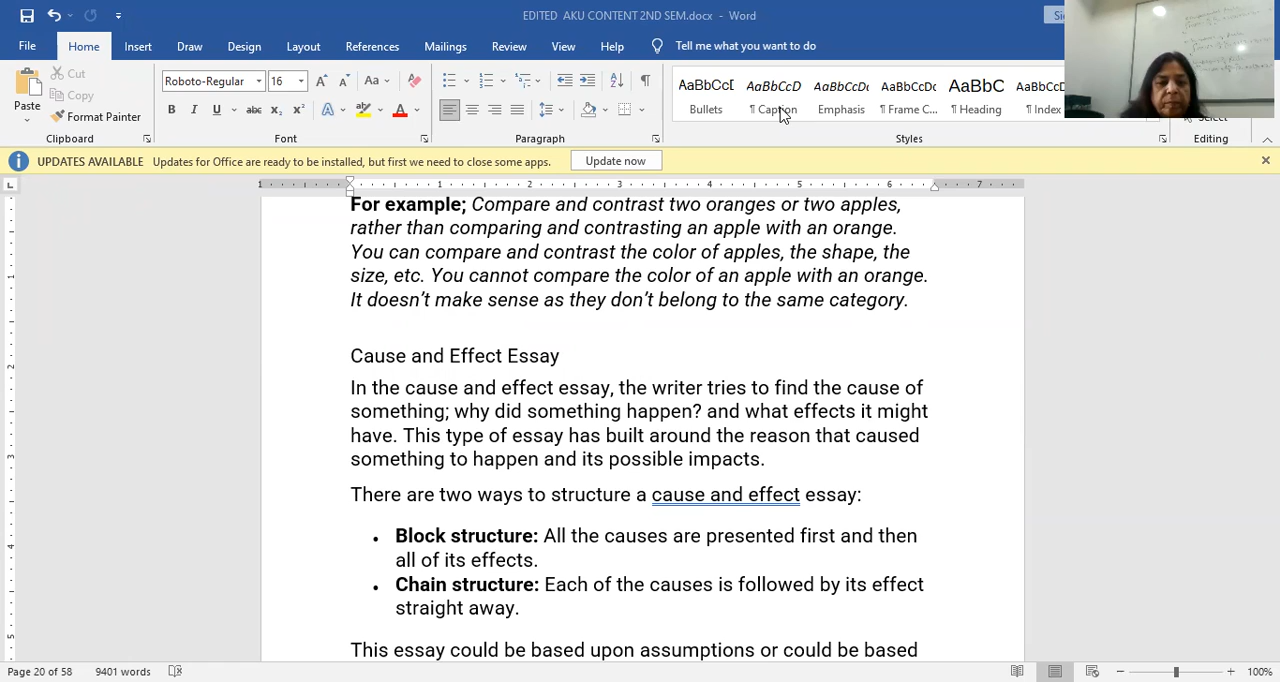 EDITED AKU CONTENT 2ND SEM.docx - Word
File Home Insert Draw Design Layout References Mailings Review View Help Tell me what you want to do
Paste
Cut
Copy
Format Painter
Clipboard
Roboto-Regular 16
Font
Paragraph
AaBbCcI AaBbCcD AaBbCcDt AaBbCcDc AaBbC AaBbCcD
Bullets ¶ Caption Emphasis ¶ Frame C... ¶ Heading ¶ Index
Styles
Select
Editing
UPDATES AVAILABLE Updates for Office are ready to be installed, but first we need to close some apps. Update now
For example; Compare and contrast two oranges or two apples,
rather than comparing and contrasting an apple with an orange.
You can compare and contrast the color of apples, the shape, the
size, etc. You cannot compare the color of an apple with an orange.
It doesn't make sense as they don't belong to the same category.
Cause and Effect Essay
In the cause and effect essay, the writer tries to find the cause of
something; why did something happen? and what effects it might
have. This type of essay has built around the reason that caused
something to happen and its possible impacts.
There are two ways to structure a cause and effect essay:
• Block structure: All the causes are presented first and then
all of its effects.
• Chain structure: Each of the causes is followed by its effect
straight away.
This essay could be based upon assumptions or could be based
Page 20 of 58 9401 words 100%